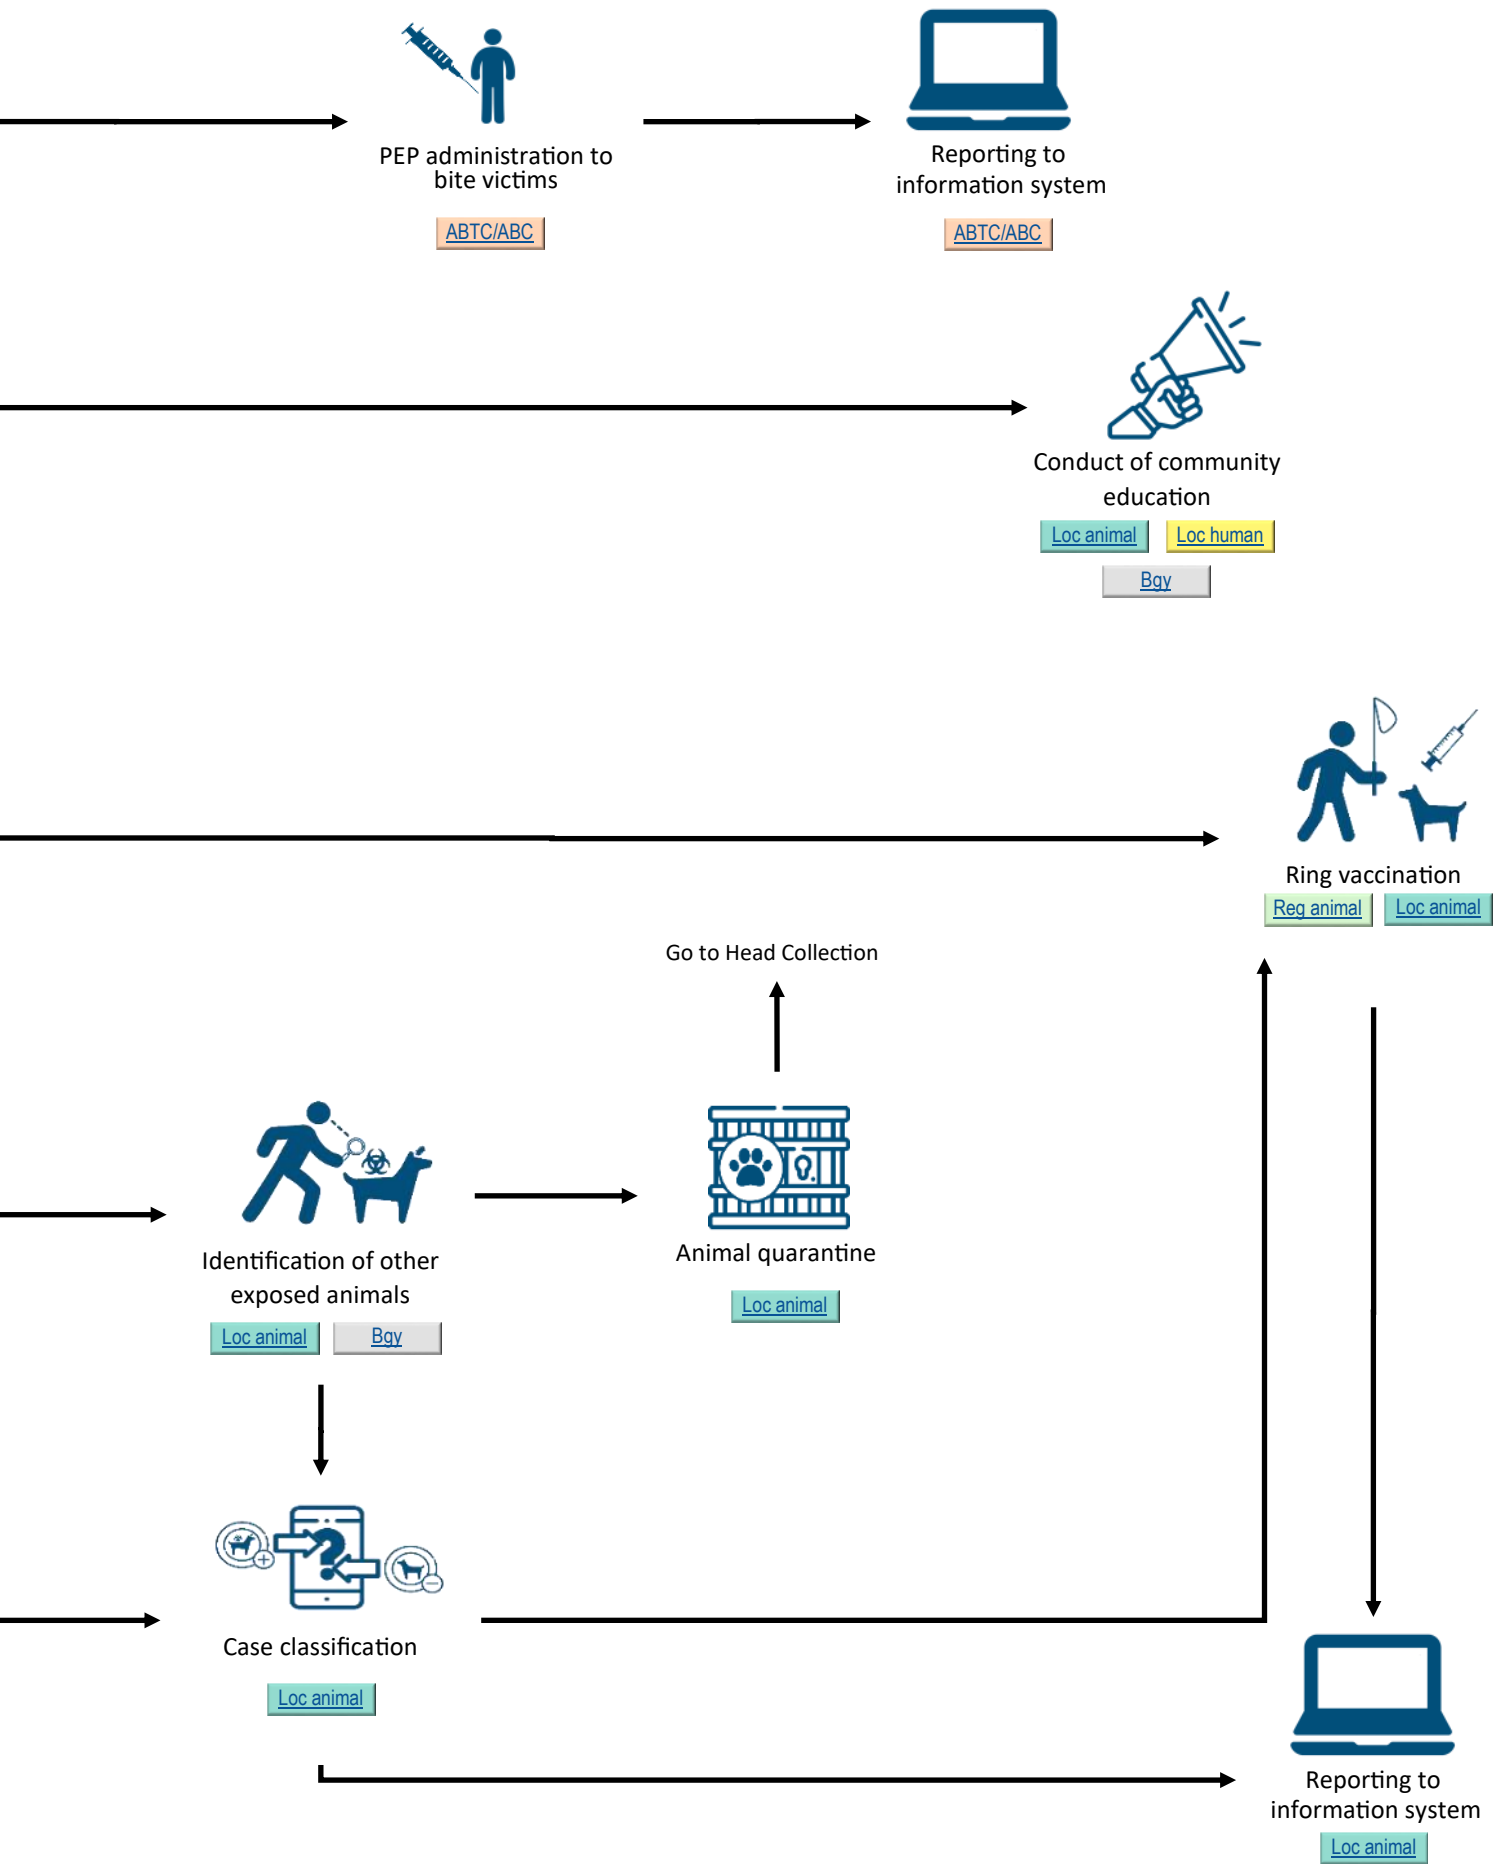 PEP administration to
bite victims
ABTC/ABC
Reporting to
information system
ABTC/ABC
Conduct of community
education
Loc animal
Loc human
Bgy
Ring vaccination
Reg animal
Loc animal
Go to Head Collection
Identification of other
exposed animals
Loc animal
Bgy
Animal quarantine
Loc animal
Case classification
Loc animal
Reporting to
information system
Loc animal